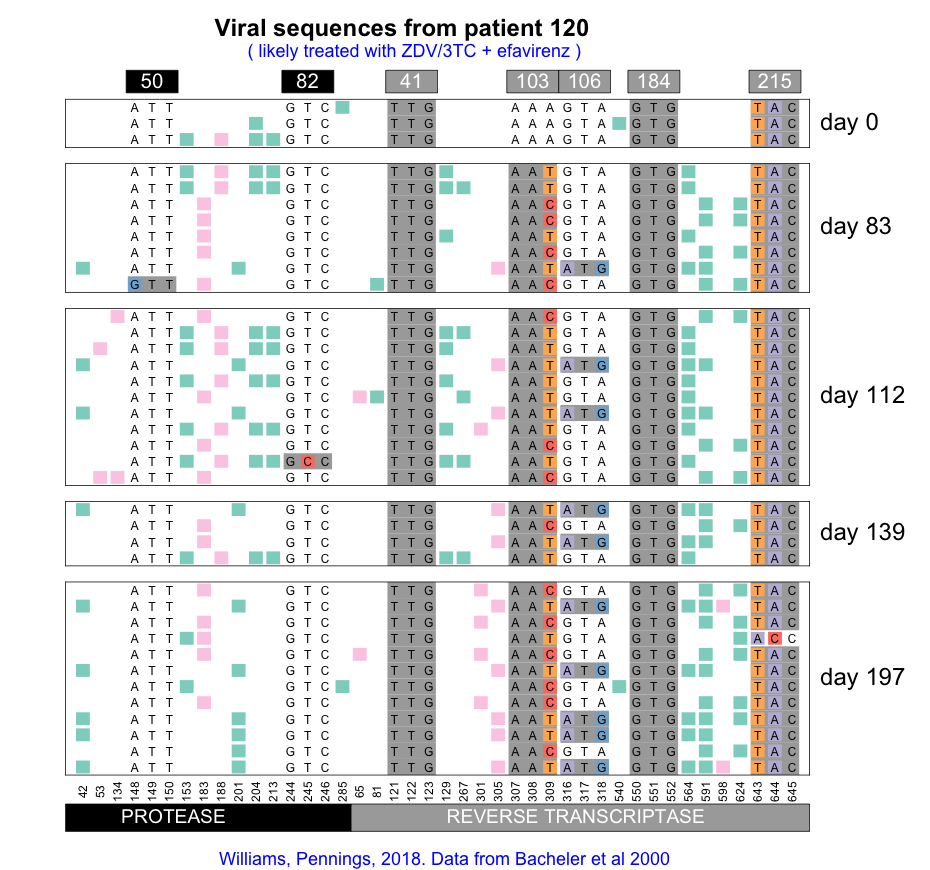 Viral sequences from patient 120
( likely treated with ZDV/3TC + efavirenz )
50 82 41 103 106 184 215
A T T G T C T T G A A A G T A G T G T A C
A T T G T C T T G A A A G T A G T G T A C
A T T G T C T T G A A A G T A G T G T A C
day 0
A T T G T C T T G A A T G T A G T G T A C
A T T G T C T T G A A T G T A G T G T A C
A T T G T C T T G A A C G T A G T G T A C
A T T G T C T T G A A C G T A G T G T A C
A T T G T C T T G A A T G T A G T G T A C
A T T G T C T T G A A C G T A G T G T A C
A T T G T C T T G A A T A T G G T G T A C
G T T G T C T T G A A C G T A G T G T A C
day 83
A T T G T C T T G A A C G T A G T G T A C
A T T G T C T T G A A T G T A G T G T A C
A T T G T C T T G A A T G T A G T G T A C
A T T G T C T T G A A T A T G G T G T A C
A T T G T C T T G A A T G T A G T G T A C
A T T G T C T T G A A T G T A G T G T A C
A T T G T C T T G A A T A T G G T G T A C
A T T G T C T T G A A T G T A G T G T A C
A T T G T C T T G A A C G T A G T G T A C
A T T G C C T T G A A T G T A G T G T A C
A T T G T C T T G A A C G T A G T G T A C
day 112
A T T G T C T T G A A T A T G G T G T A C
A T T G T C T T G A A C G T A G T G T A C
A T T G T C T T G A A T A T G G T G T A C
A T T G T C T T G A A T G T A G T G T A C
day 139
A T T G T C T T G A A C G T A G T G T A C
A T T G T C T T G A A T A T G G T G T A C
A T T G T C T T G A A C G T A G T G T A C
A T T G T C T T G A A T G T A G T G A C C
A T T G T C T T G A A C G T A G T G T A C
A T T G T C T T G A A T A T G G T G T A C
A T T G T C T T G A A C G T A G T G T A C
A T T G T C T T G A A C G T A G T G T A C
A T T G T C T T G A A T A T G G T G T A C
A T T G T C T T G A A T A T G G T G T A C
A T T G T C T T G A A C G T A G T G T A C
A T T G T C T T G A A T A T G G T G T A C
day 197
42 53 134 148 149 150 153 183 188 201 204 213 244 245 246 285 65 81 121 122 123 129 267 301 305 307 308 309 316 317 318 540 550 551 552 564 591 598 624 643 644 645
PROTEASE REVERSE TRANSCRIPTASE
Williams, Pennings, 2018. Data from Bacheler et al 2000